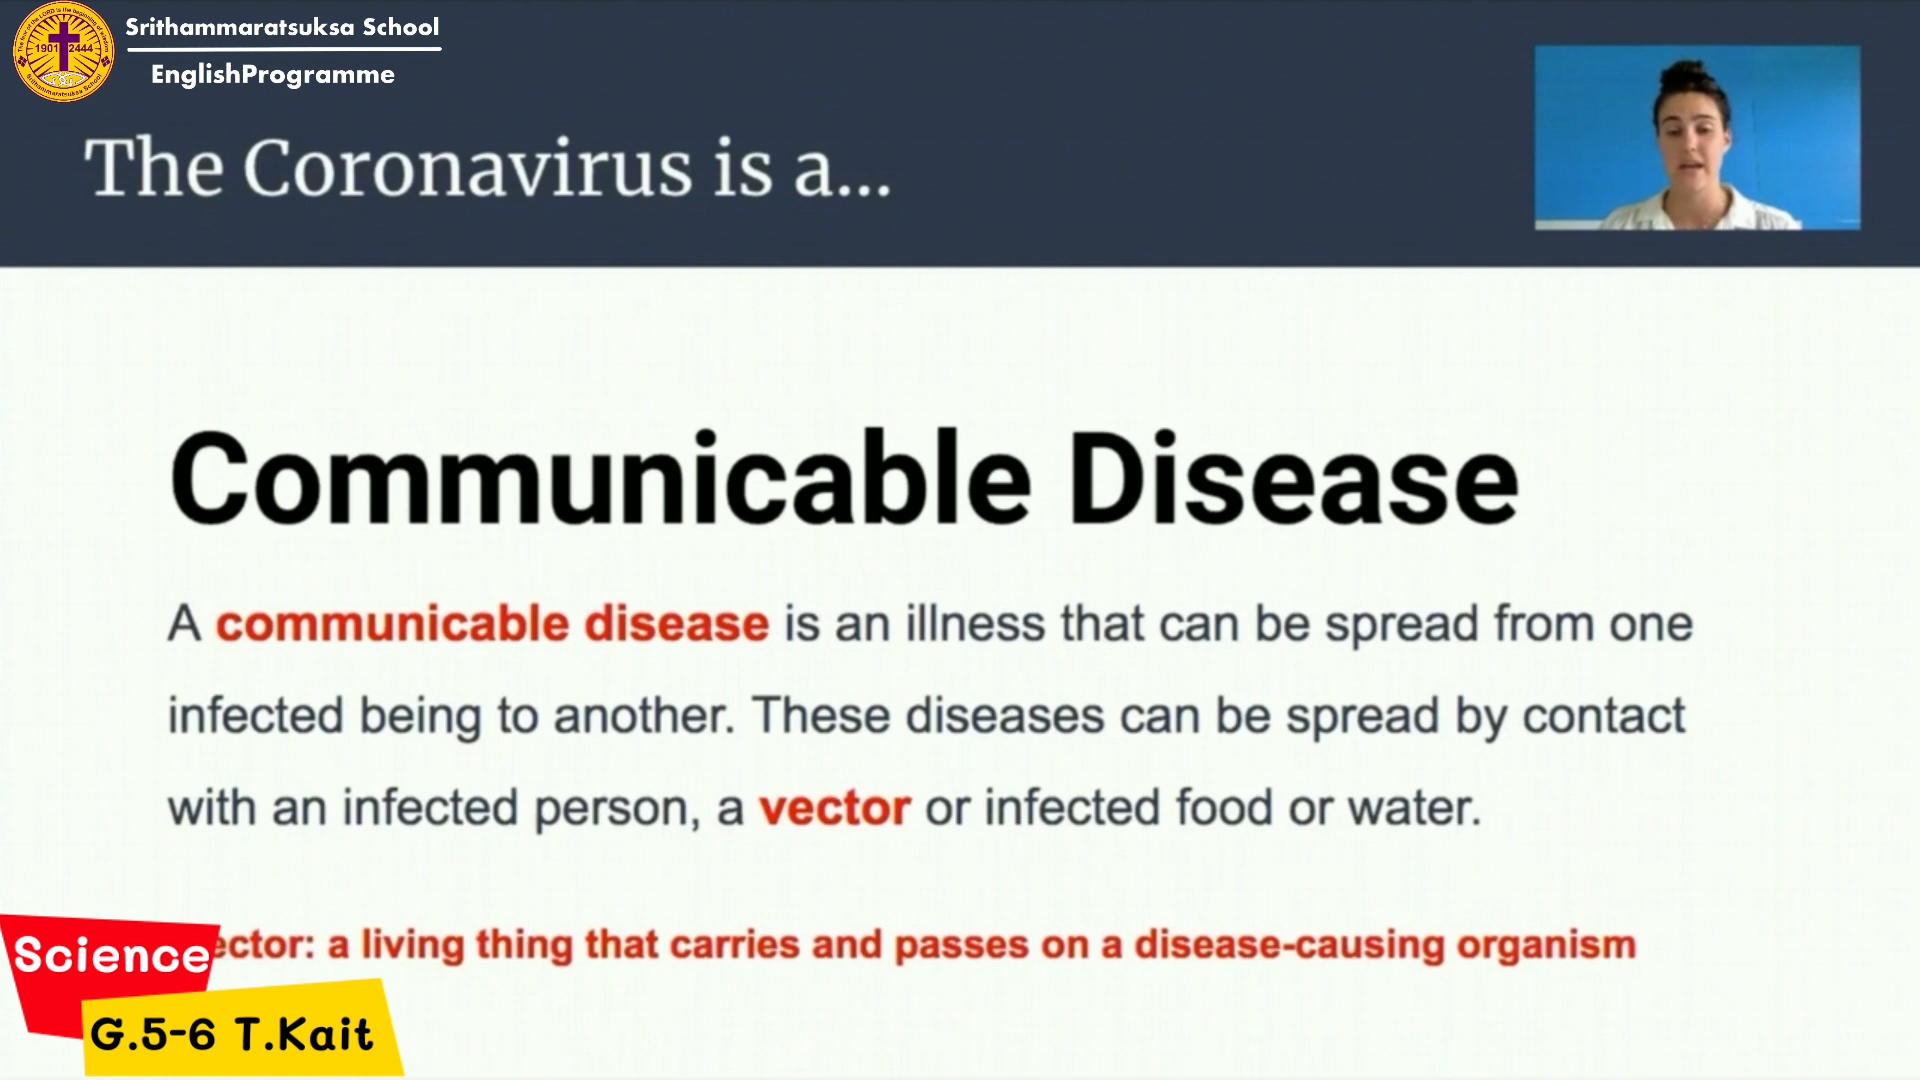 Srithammaratsuksa School
EnglishProgramme
1901 2444
The Coronavirus is a...
Communicable Disease
A communicable disease is an illness that can be spread from one
infected being to another. These diseases can be spread by contact
with an infected person, a vector or infected food or water.
ector: a living thing that carries and passes on a disease-causing organism
Science
G.5-6 T.Kait